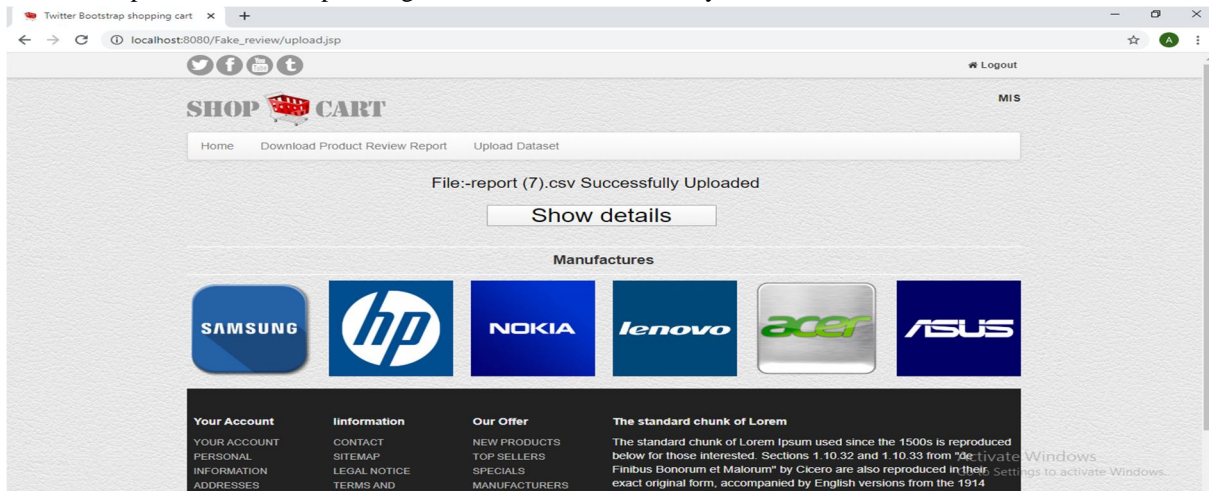 Twitter Bootstrap shopping cart
localhost:8080/Fake_review/upload.jsp
Logout
SHOP CART
MIS
Home Download Product Review Report Upload Dataset
File:-report (7).csv Successfully Uploaded
Show details
Manufactures
SAMSUNG hp NOKIA lenovo acer ASUS
Your Account Iinformation Our Offer The standard chunk of Lorem
YOUR ACCOUNT CONTACT NEW PRODUCTS The standard chunk of Lorem Ipsum used since the 1500s is reproduced
PERSONAL SITEMAP TOP SELLERS below for those interested. Sections 1.10.32 and 1.10.33 from "de Activate Windows
INFORMATION LEGAL NOTICE SPECIALS Finibus Bonorum et Malorum" by Cicero are also reproduced in their Go to Settings to activate Windows.
ADDRESSES TERMS AND MANUFACTURERS exact original form, accompanied by English versions from the 1914